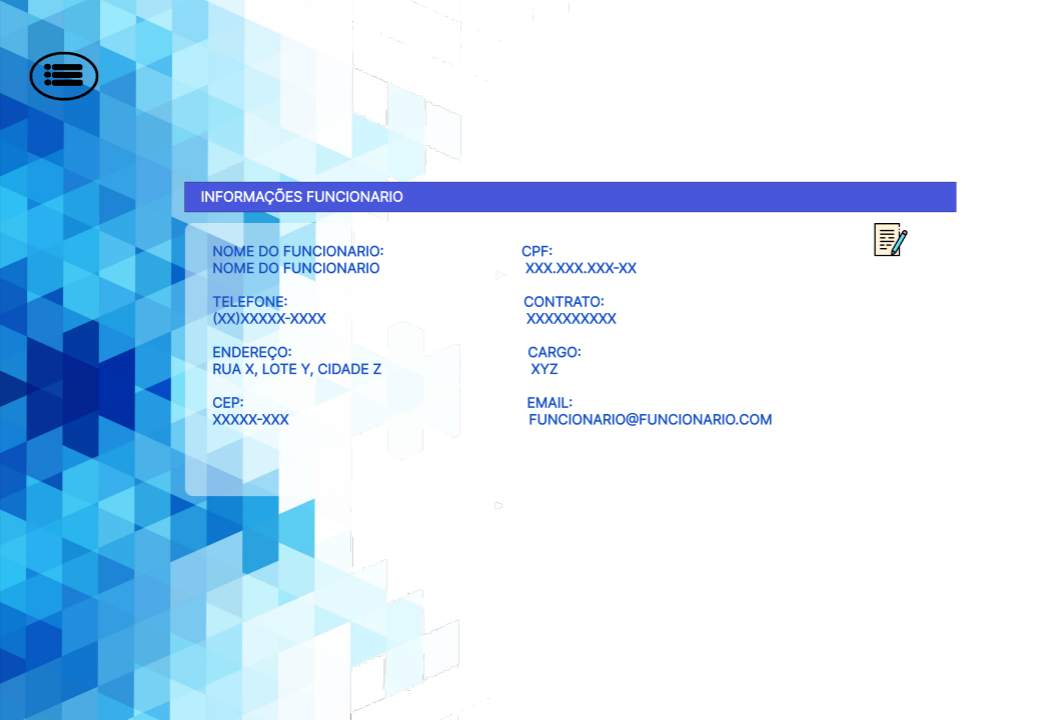 INFORMAÇÕES FUNCIONARIO
NOME DO FUNCIONARIO:
NOME DO FUNCIONARIO
TELEFONE:
(XX)XXXXX-XXXX
ENDEREÇO:
RUA X, LOTE Y, CIDADE Z
CEP:
XXXXX-XXX
CPF:
XXX.XXX.XXX-XX
CONTRATO:
XXXXXXXXXX
CARGO:
XYZ
EMAIL:
FUNCIONARIO@FUNCIONARIO.COM